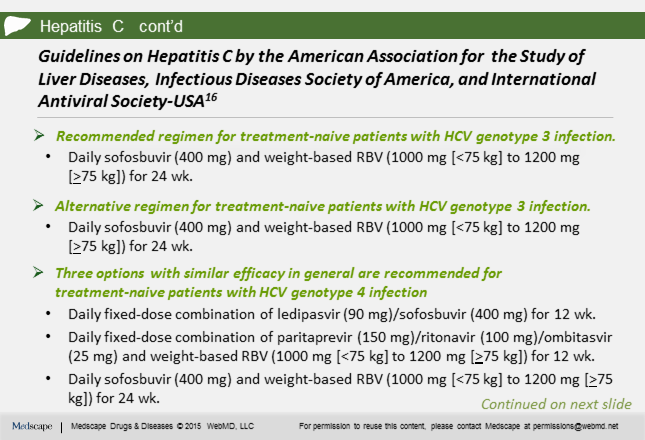 Hepatitis C cont'd
Guidelines on Hepatitis C by the American Association for the Study of
Liver Diseases, Infectious Diseases Society of America, and International
Antiviral Society-USA16
➢ Recommended regimen for treatment-naive patients with HCV genotype 3 infection.
• Daily sofosbuvir (400 mg) and weight-based RBV (1000 mg [<75 kg] to 1200 mg
[≥75 kg]) for 24 wk.
➢ Alternative regimen for treatment-naive patients with HCV genotype 3 infection.
• Daily sofosbuvir (400 mg) and weight-based RBV (1000 mg [<75 kg] to 1200 mg
[≥75 kg]) for 24 wk.
➢ Three options with similar efficacy in general are recommended for
treatment-naive patients with HCV genotype 4 infection
• Daily fixed-dose combination of ledipasvir (90 mg)/sofosbuvir (400 mg) for 12 wk.
• Daily fixed-dose combination of paritaprevir (150 mg)/ritonavir (100 mg)/ombitasvir
(25 mg) and weight-based RBV (1000 mg [<75 kg] to 1200 mg [≥75 kg]) for 12 wk.
• Daily sofosbuvir (400 mg) and weight-based RBV (1000 mg [<75 kg] to 1200 mg [≥75
kg]) for 24 wk.
Continued on next slide
Medscape | Medscape Drugs & Diseases © 2015 WebMD, LLC For permission to reuse this content, please contact Medscape at permissions@webmd.net